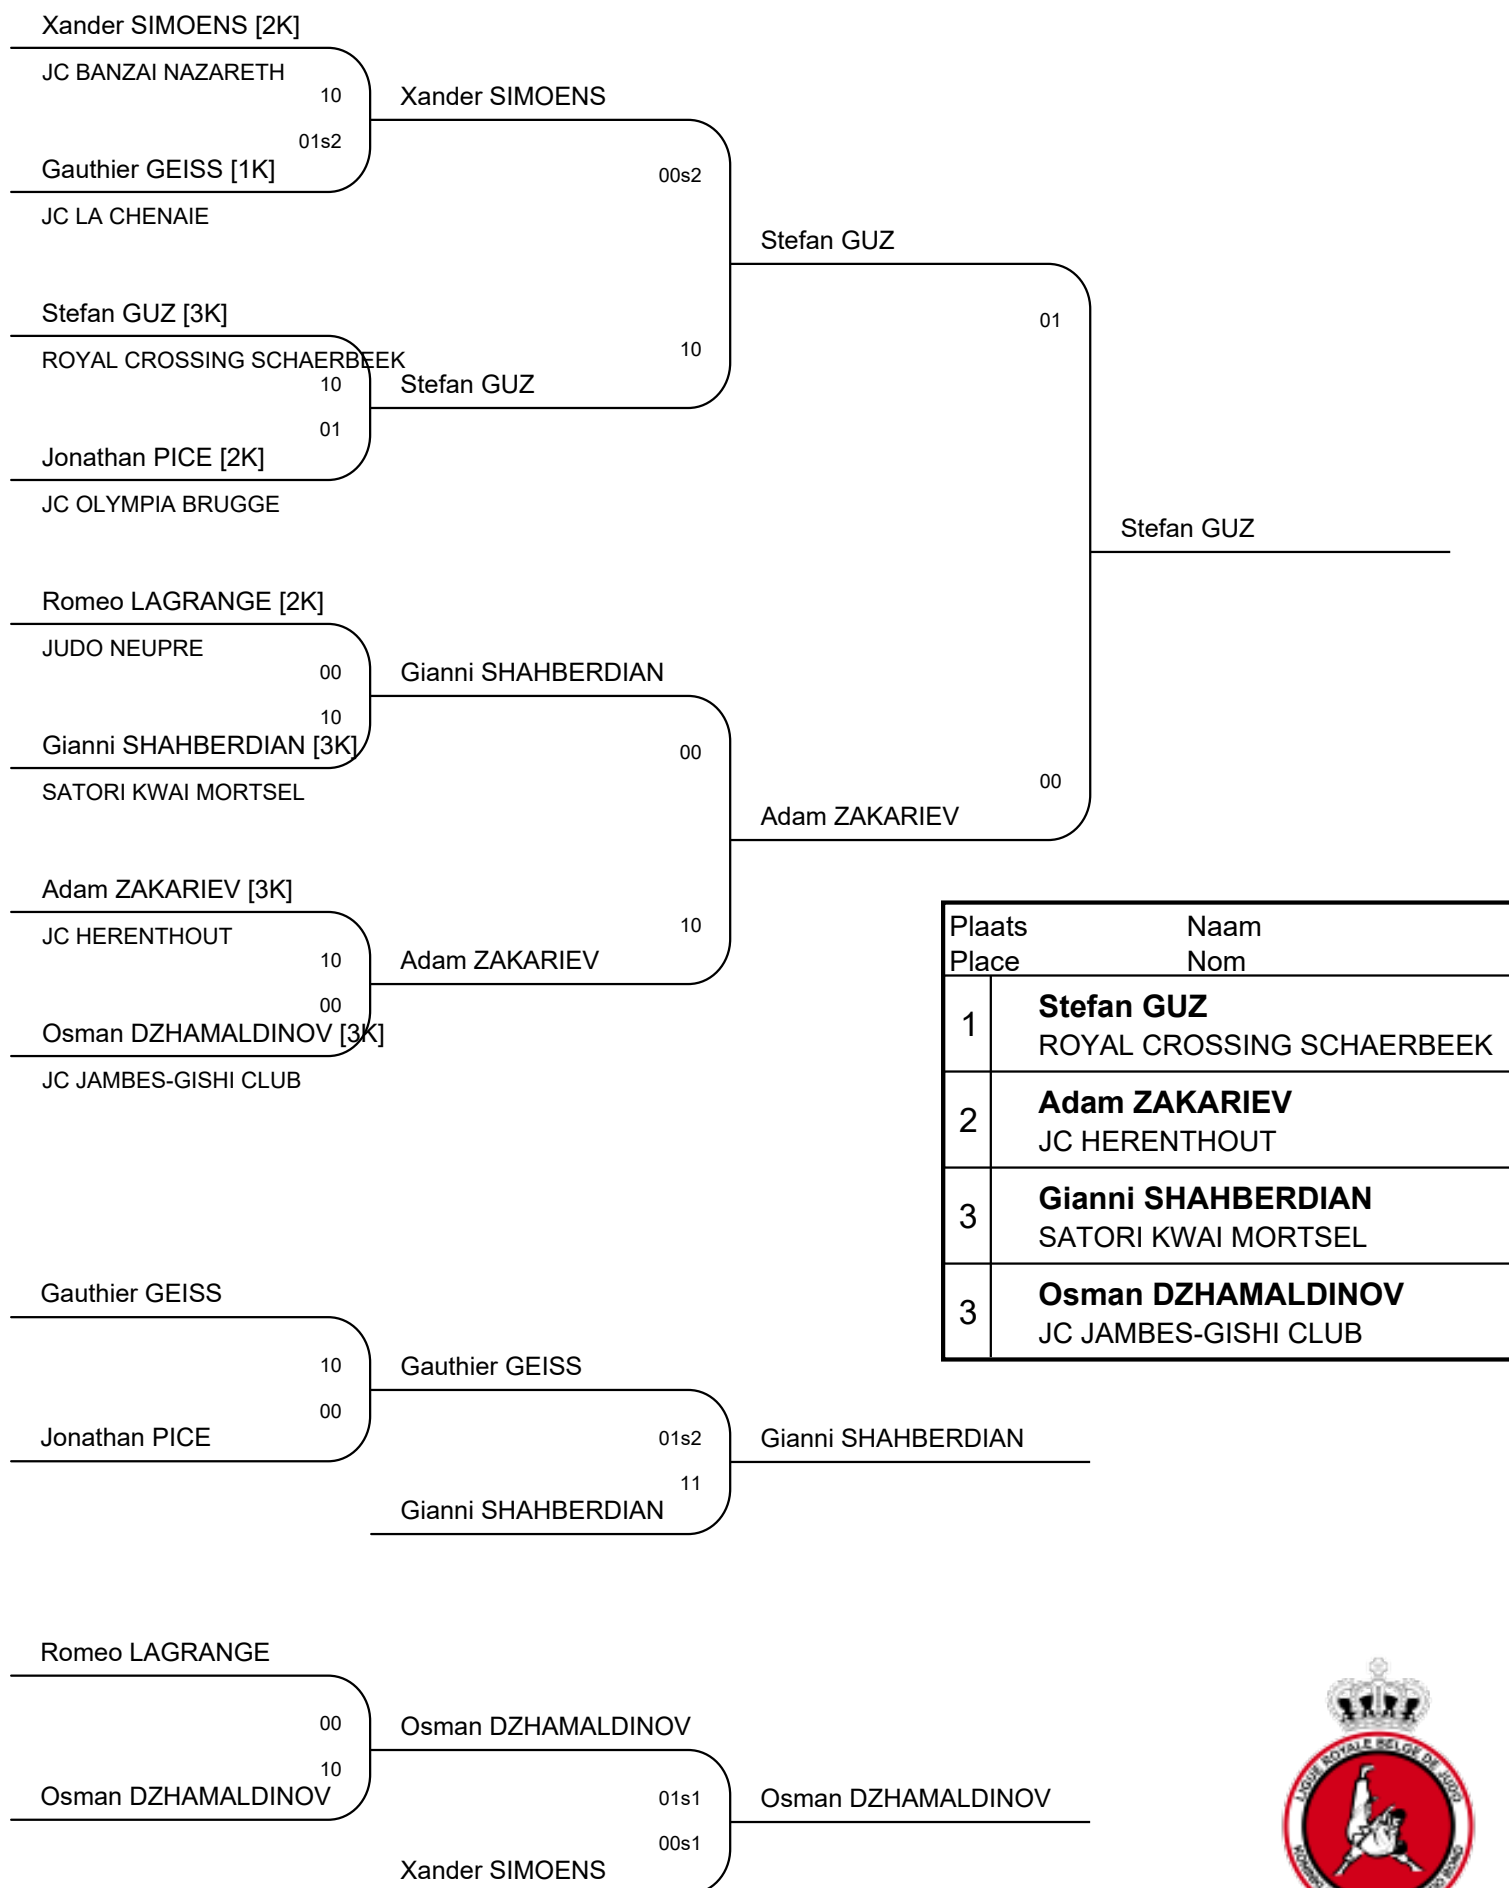 Xander SIMOENS [2K]
JC BANZAI NAZARETH
10
Xander SIMOENS
01s2
Gauthier GEISS [1K]
00s2
JC LA CHENAIE
Stefan GUZ
Stefan GUZ [3K]
01
ROYAL CROSSING SCHAERBEEK
10
10
Stefan GUZ
01
Jonathan PICE [2K]
JC OLYMPIA BRUGGE
Stefan GUZ
Romeo LAGRANGE [2K]
JUDO NEUPRE
00
Gianni SHAHBERDIAN
10
Gianni SHAHBERDIAN [3K]
00
00
SATORI KWAI MORTSEL
Adam ZAKARIEV
Adam ZAKARIEV [3K]
10
JC HERENTHOUT
10
Adam ZAKARIEV
00
Osman DZHAMALDINOV [3K]
JC JAMBES-GISHI CLUB
Plaats Naam
Place Nom
1 Stefan GUZ
ROYAL CROSSING SCHAERBEEK
2 Adam ZAKARIEV
JC HERENTHOUT
3 Gianni SHAHBERDIAN
SATORI KWAI MORTSEL
3 Osman DZHAMALDINOV
JC JAMBES-GISHI CLUB
Gauthier GEISS
10
Gauthier GEISS
00
Jonathan PICE
01s2
Gianni SHAHBERDIAN
11
Gianni SHAHBERDIAN
Romeo LAGRANGE
00
Osman DZHAMALDINOV
10
Osman DZHAMALDINOV
01s1
Osman DZHAMALDINOV
00s1
Xander SIMOENS
LIGUE ROYALE BELGE DE JUDO